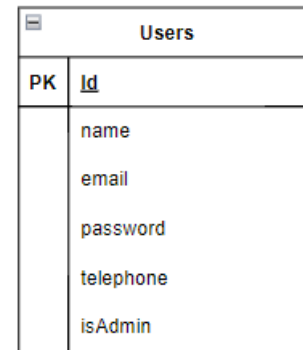 Users
PK Id
name
email
password
telephone
isAdmin